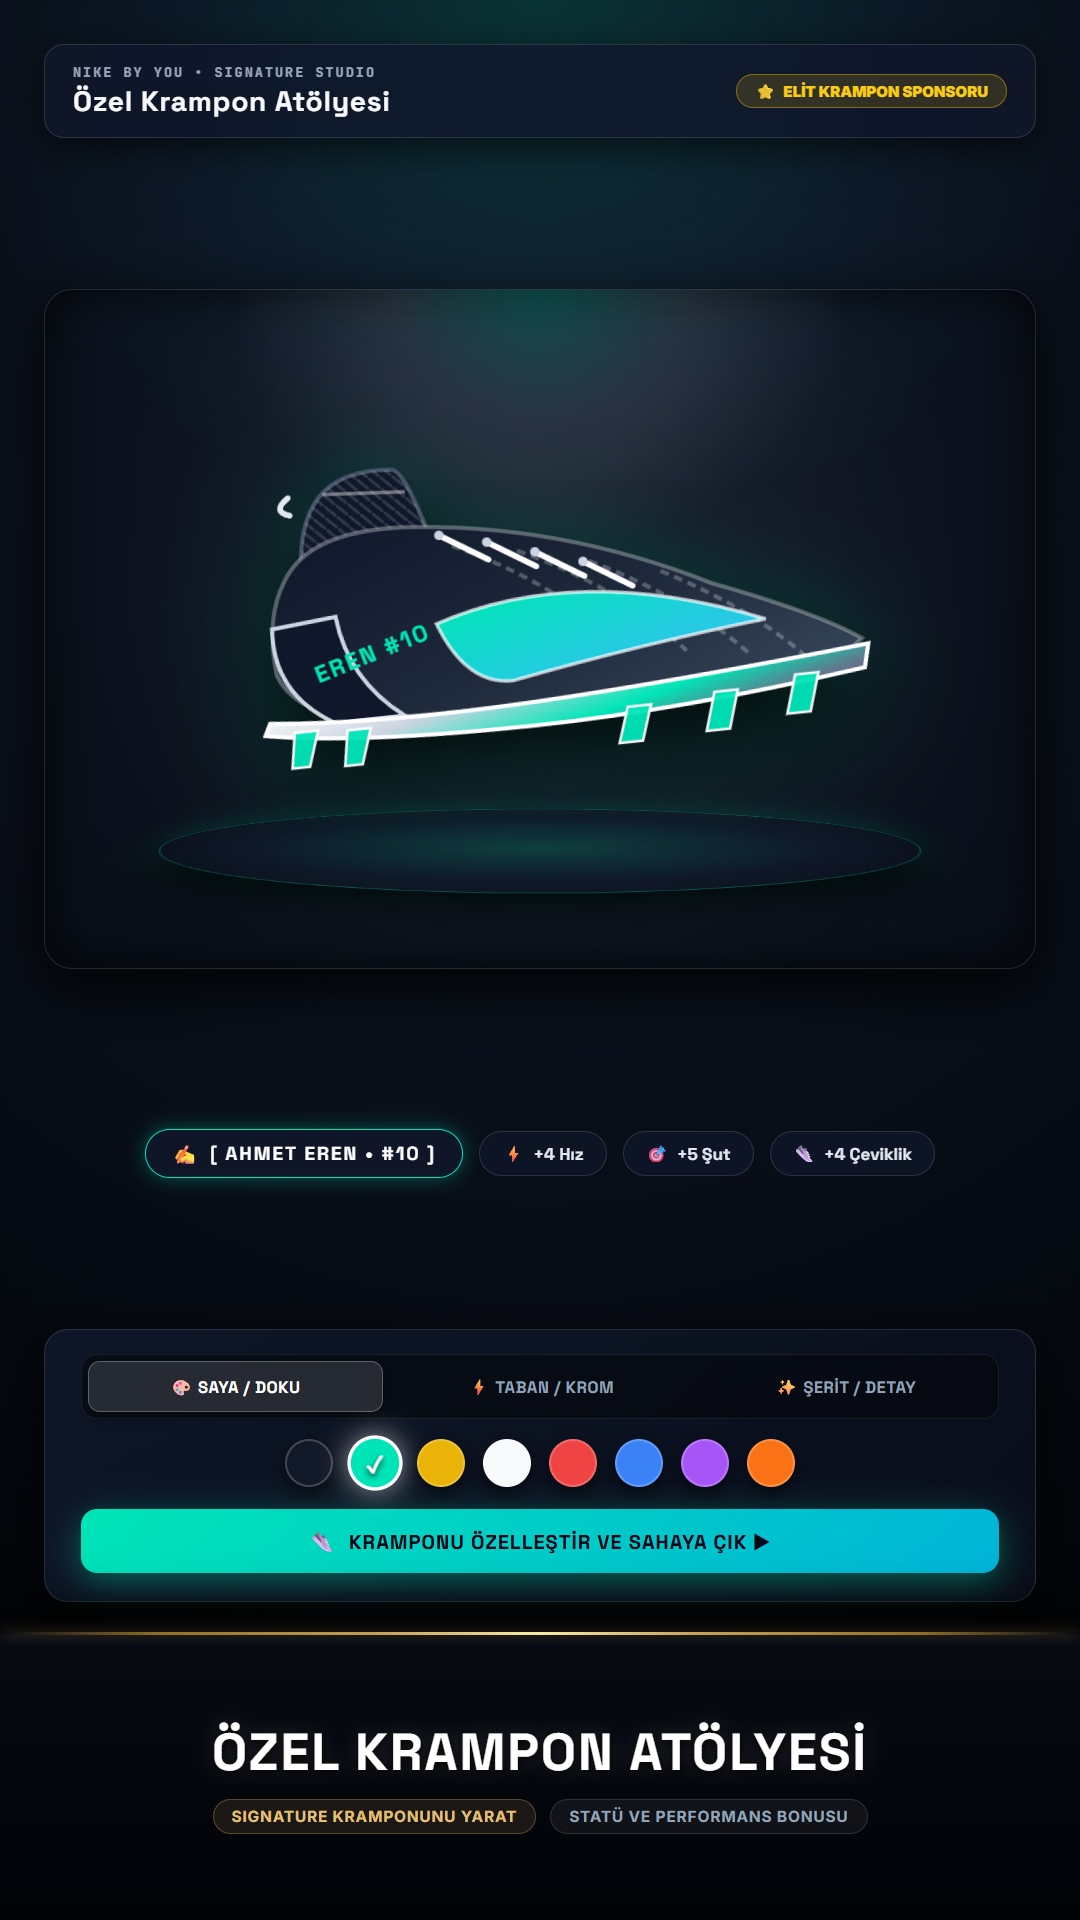 NIKE BY YOU • SIGNATURE STUDIO
Özel Krampon Atölyesi
ELİT KRAMPON SPONSORU
EREN #10
[ AHMET EREN • #10 ]
+4 Hız
+5 Şut
+4 Çeviklik
SAYA / DOKU
TABAN / KROM
ŞERİT / DETAY
KRAMPONU ÖZELLEŞTİR VE SAHAYA ÇIK ▶
ÖZEL KRAMPON ATÖLYESİ
SIGNATURE KRAMPONUNU YARAT
STATÜ VE PERFORMANS BONUSU